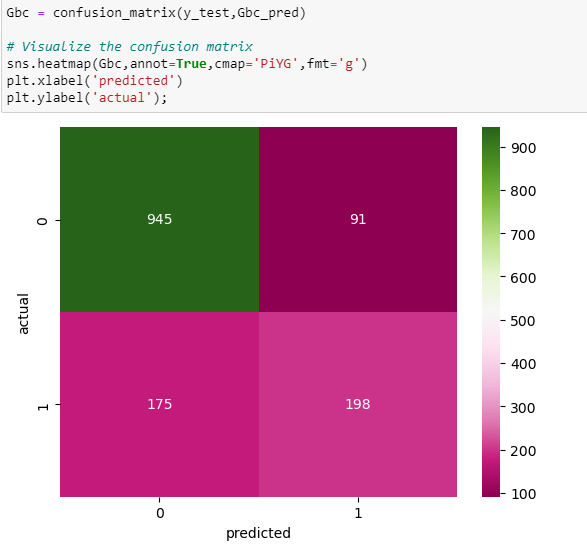 Gbc = confusion_matrix(y_test,Gbc_pred)
# Visualize the confusion matrix
sns.heatmap(Gbc,annot=True,cmap='PiYG',fmt='g')
plt.xlabel('predicted')
plt.ylabel('actual');
945 91
175 198
0
1
actual
0 1
predicted
900
800
700
600
500
400
300
200
100